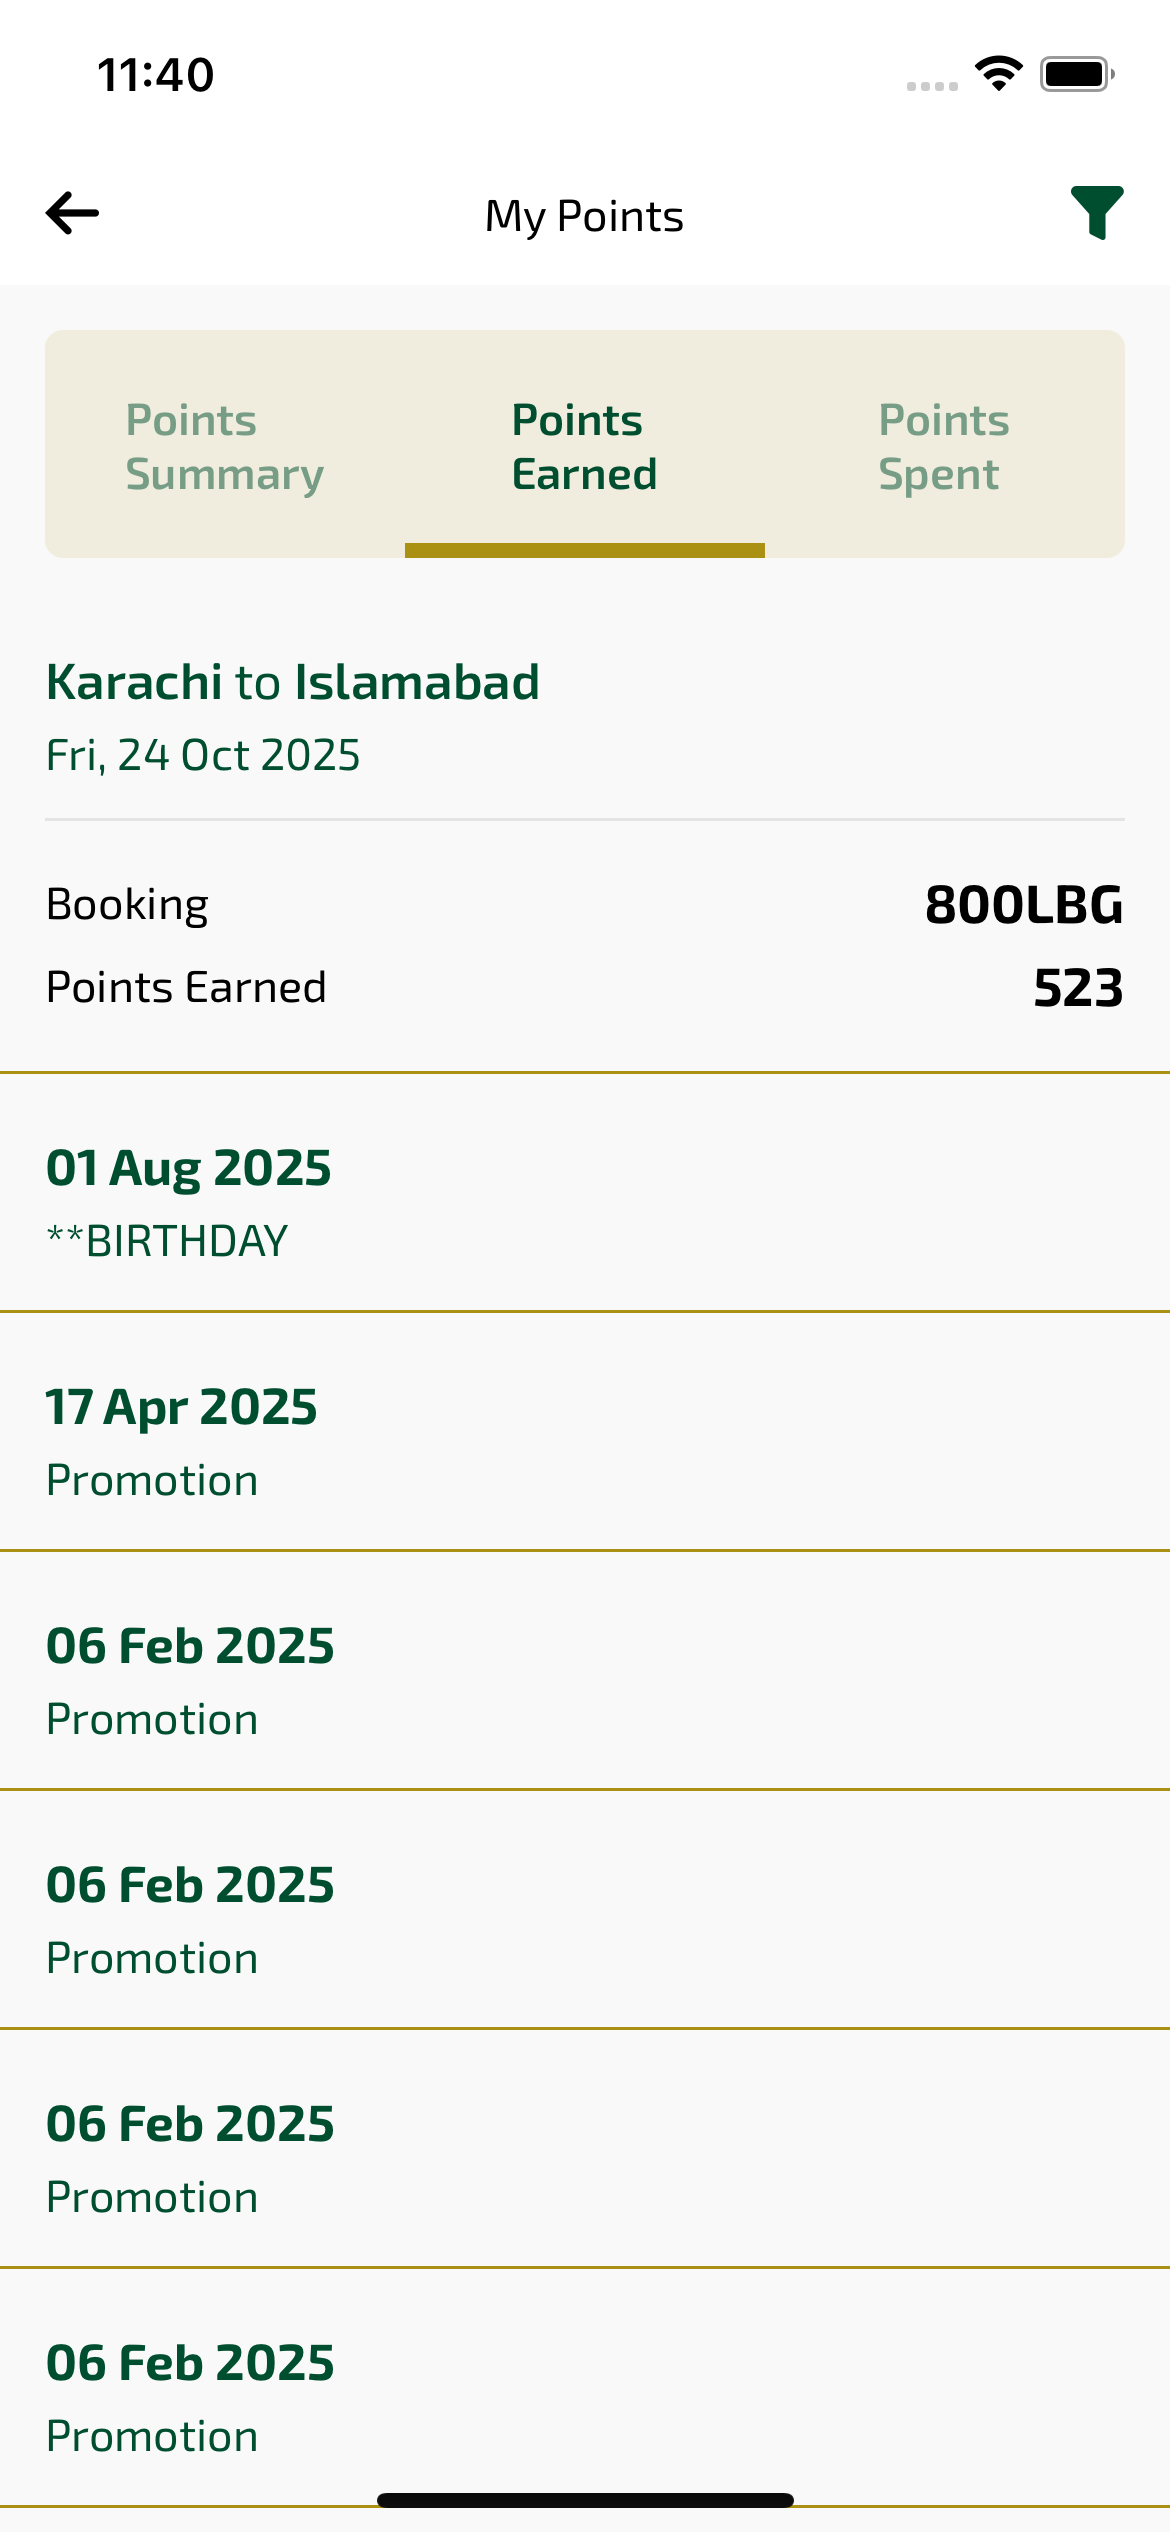 11:40
My Points
Points Summary
Points Earned
Points Spent
Karachi to Islamabad
Fri, 24 Oct 2025
Booking 800LBG
Points Earned 523
01 Aug 2025
**BIRTHDAY
17 Apr 2025
Promotion
06 Feb 2025
Promotion
06 Feb 2025
Promotion
06 Feb 2025
Promotion
06 Feb 2025
Promotion